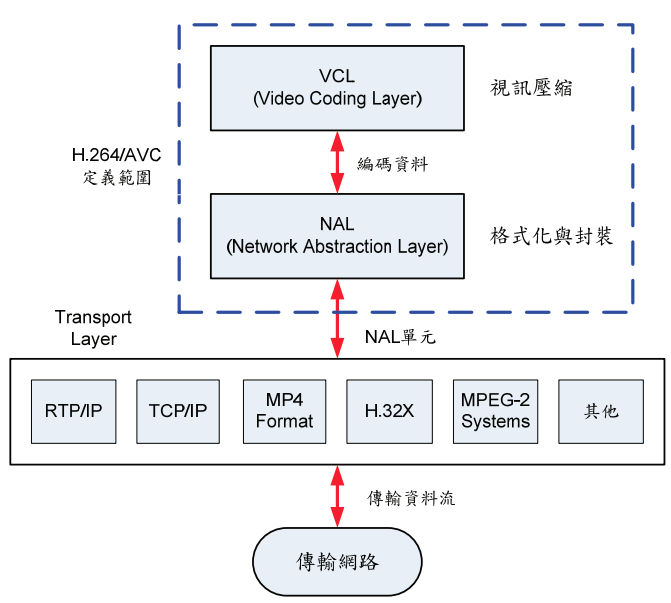 VCL
(Video Coding Layer)
視訊壓縮
H.264/AVC
定義範圍
編碼資料
NAL
(Network Abstraction Layer)
格式化與封裝
Transport
Layer
NAL單元
RTP/IP
TCP/IP
MP4
Format
H.32X
MPEG-2
Systems
其他
傳輸資料流
傳輸網路